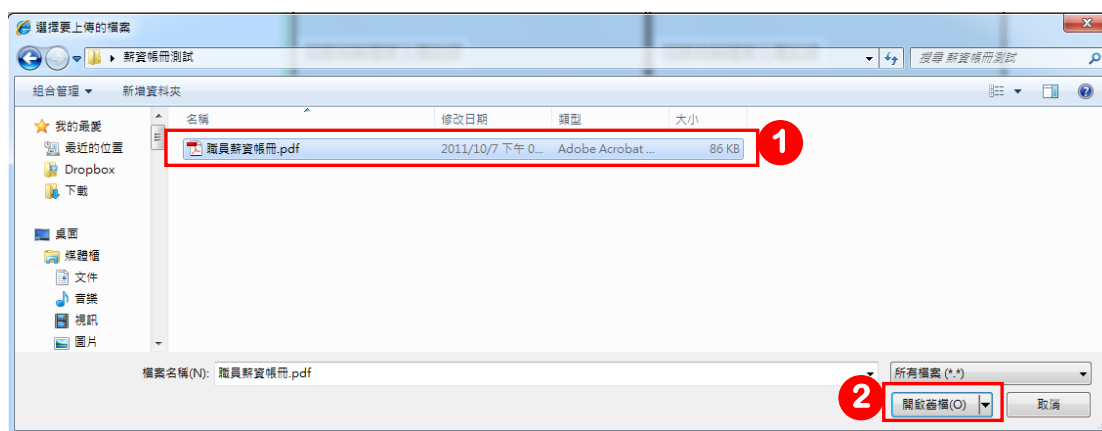 選擇要上傳的檔案
薪資帳冊測試
搜尋 薪資帳冊測試
組合管理 新增資料夾
名稱 修改日期 類型 大小
我的最愛
最近的位置
Dropbox
下載
桌面
媒體櫃
文件
音樂
視訊
圖片
職員薪資帳冊.pdf 2011/10/7 下午 0... Adobe Acrobat ... 86 KB
1
檔案名稱(N): 職員薪資帳冊.pdf
所有檔案 (*.*)
2
開啟舊檔(O) 取消